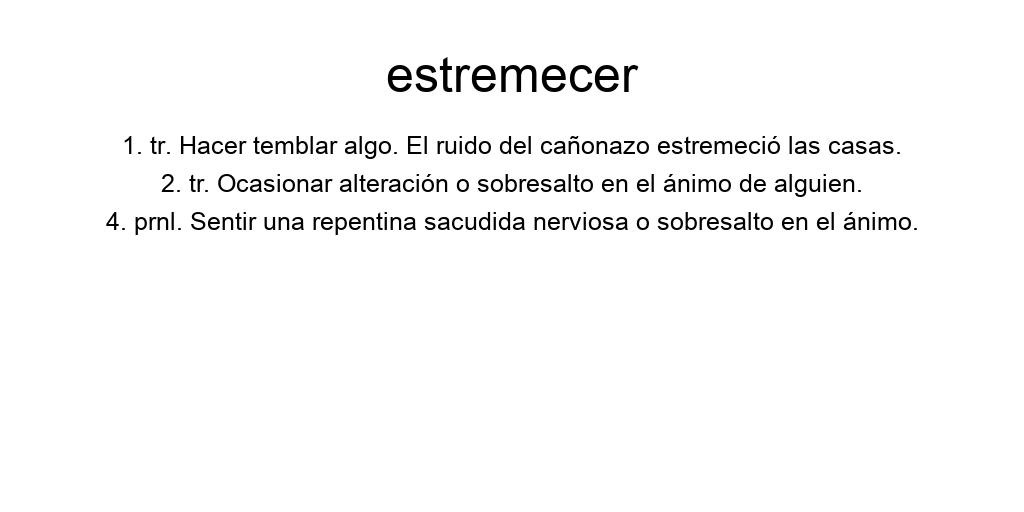 estremecer
1. tr. Hacer temblar algo. El ruido del cañonazo estremeció las casas.
2. tr. Ocasionar alteración o sobresalto en el ánimo de alguien.
4. prnl. Sentir una repentina sacudida nerviosa o sobresalto en el ánimo.